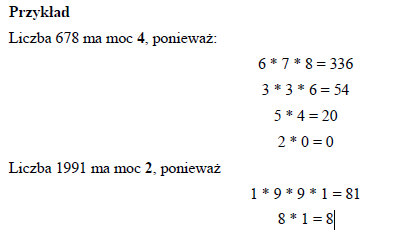 Przykład
Liczba 678 ma moc 4, ponieważ:
6 * 7 * 8 = 336
3 * 3 * 6 = 54
5 * 4 = 20
2 * 0 = 0
Liczba 1991 ma moc 2, ponieważ
1 * 9 * 9 * 1 = 81
8 * 1 = 8